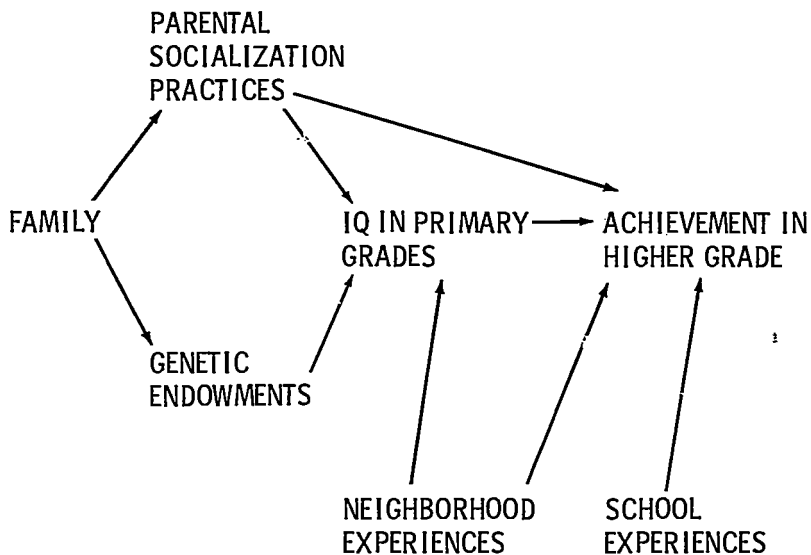 PARENTAL
SOCIALIZATION
PRACTICES
FAMILY
IQ IN PRIMARY
GRADES
ACHIEVEMENT IN
HIGHER GRADE
GENETIC
ENDOWMENTS
NEIGHBORHOOD
EXPERIENCES
SCHOOL
EXPERIENCES